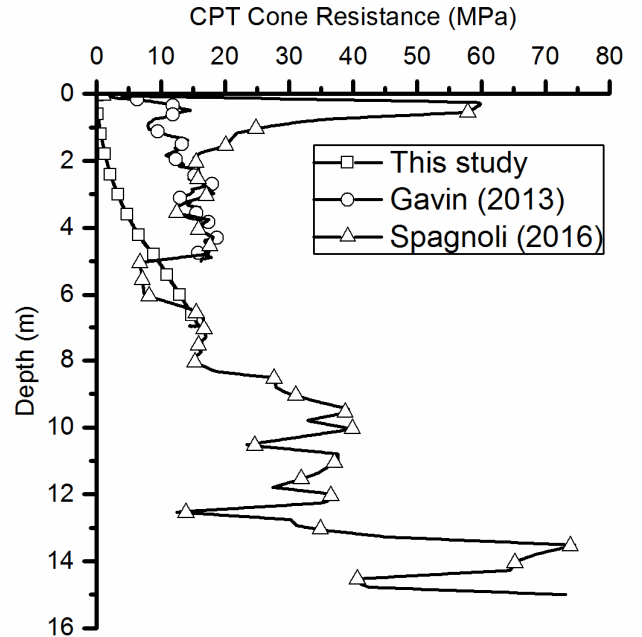 CPT Cone Resistance (MPa)
0 10 20 30 40 50 60 70 80
0
2
This study
Gavin (2013)
4
Spagnoli (2016)
6
8
10
12
14
16
Depth (m)